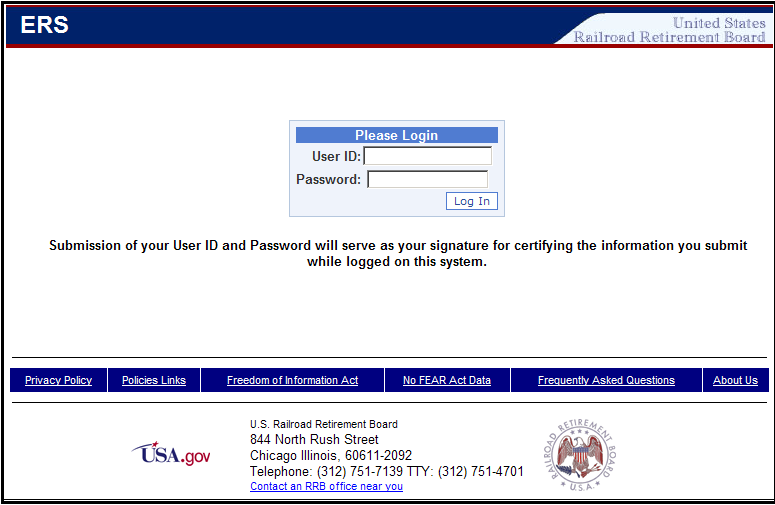 ERS
United States
Railroad Retirement Board
Please Login
User ID:
Password:
Log In
Submission of your User ID and Password will serve as your signature for certifying the information you submit
while logged on this system.
Privacy Policy
Policies Links
Freedom of Information Act
No FEAR Act Data
Frequently Asked Questions
About Us
USA.gov
U.S. Railroad Retirement Board
844 North Rush Street
Chicago Illinois, 60611-2092
Telephone: (312) 751-7139 TTY: (312) 751-4701
Contact an RRB office near you
RAILROAD RETIREMENT BOARD
U.S.A.